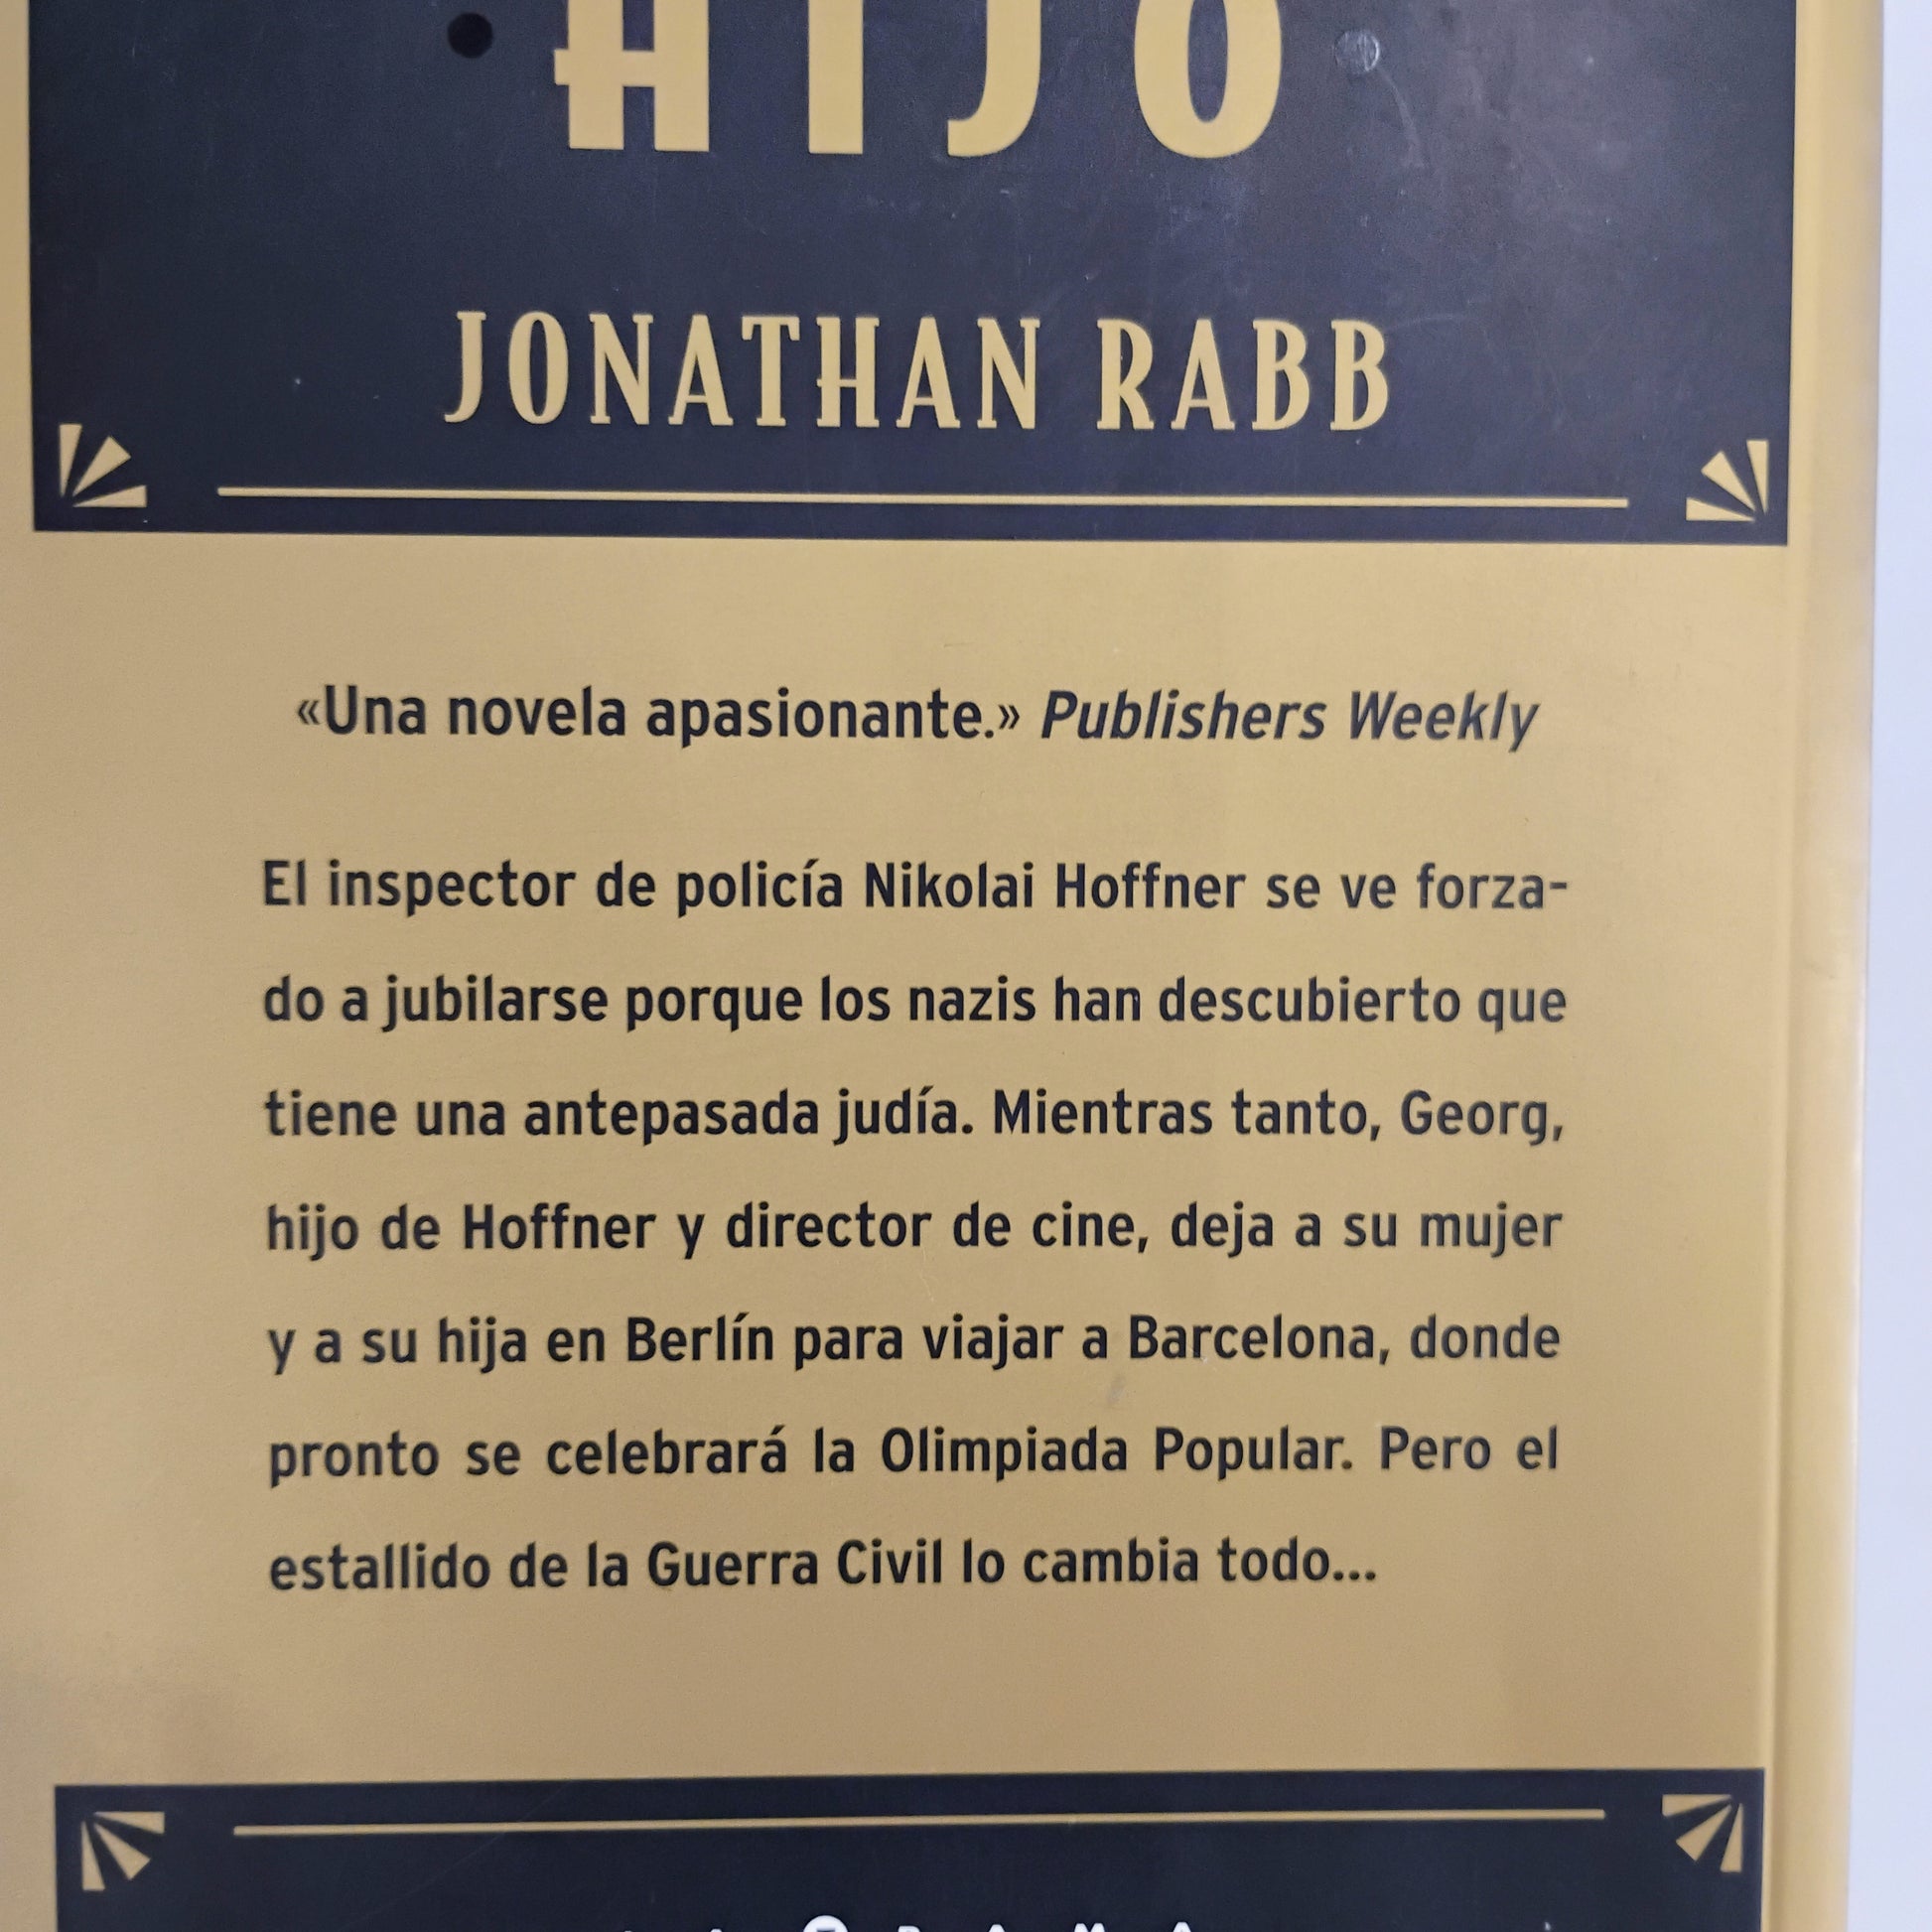 HIJO
JONATHAN RABB
«Una novela apasionante.» Publishers Weekly
El inspector de policía Nikolai Hoffner se ve forza-
do a jubilarse porque los nazis han descubierto que
tiene una antepasada judía. Mientras tanto, Georg,
hijo de Hoffner y director de cine, deja a su mujer
y a su hija en Berlín para viajar a Barcelona, donde
pronto se celebrará la Olimpiada Popular. Pero el
estallido de la Guerra Civil lo cambia todo...